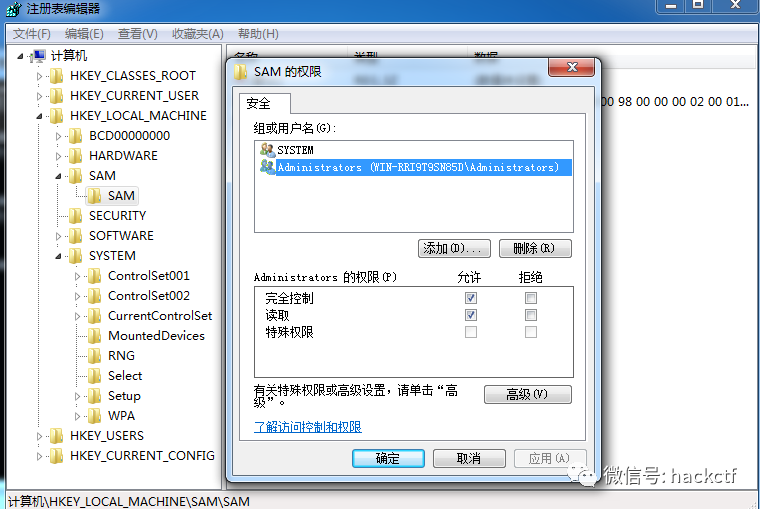 注册表编辑器
文件(F) 编辑(E) 查看(V) 收藏夹(A) 帮助(H)
计算机
HKEY_CLASSES_ROOT
HKEY_CURRENT_USER
HKEY_LOCAL_MACHINE
BCD00000000
HARDWARE
SAM
SAM
SECURITY
SOFTWARE
SYSTEM
ControlSet001
ControlSet002
CurrentControlSet
MountedDevices
RNG
Select
Setup
WPA
HKEY_USERS
HKEY_CURRENT_CONFIG
名称 类型 数据
00 98 00 00 00 02 00 01...
SAM 的权限
安全
组或用户名(G):
SYSTEM
Administrators (WIN-RRI9T9SN85D\Administrators)
添加(D)... 删除(R)
Administrators 的权限(P) 允许 拒绝
完全控制
读取
特殊权限
有关特殊权限或高级设置，请单击“高
级”。
高级(V)
了解访问控制和权限
确定 取消 应用(A)
微信号: hackctf
计算机\HKEY_LOCAL_MACHINE\SAM\SAM